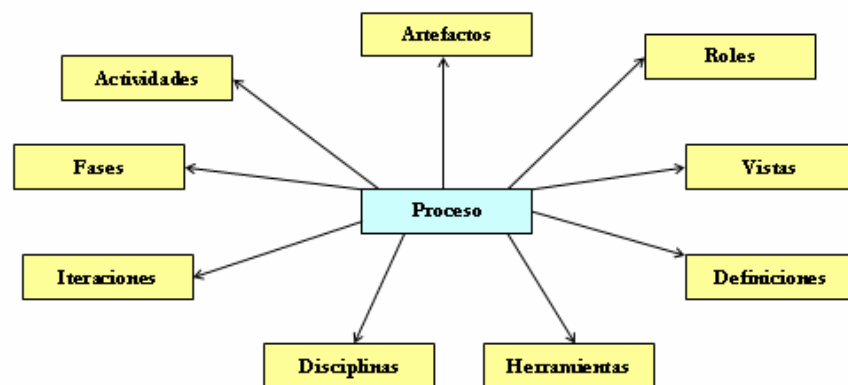 Artefactos
Roles
Actividades
Fases
Vistas
Proceso
Iteraciones
Definiciones
Disciplinas
Herramientas